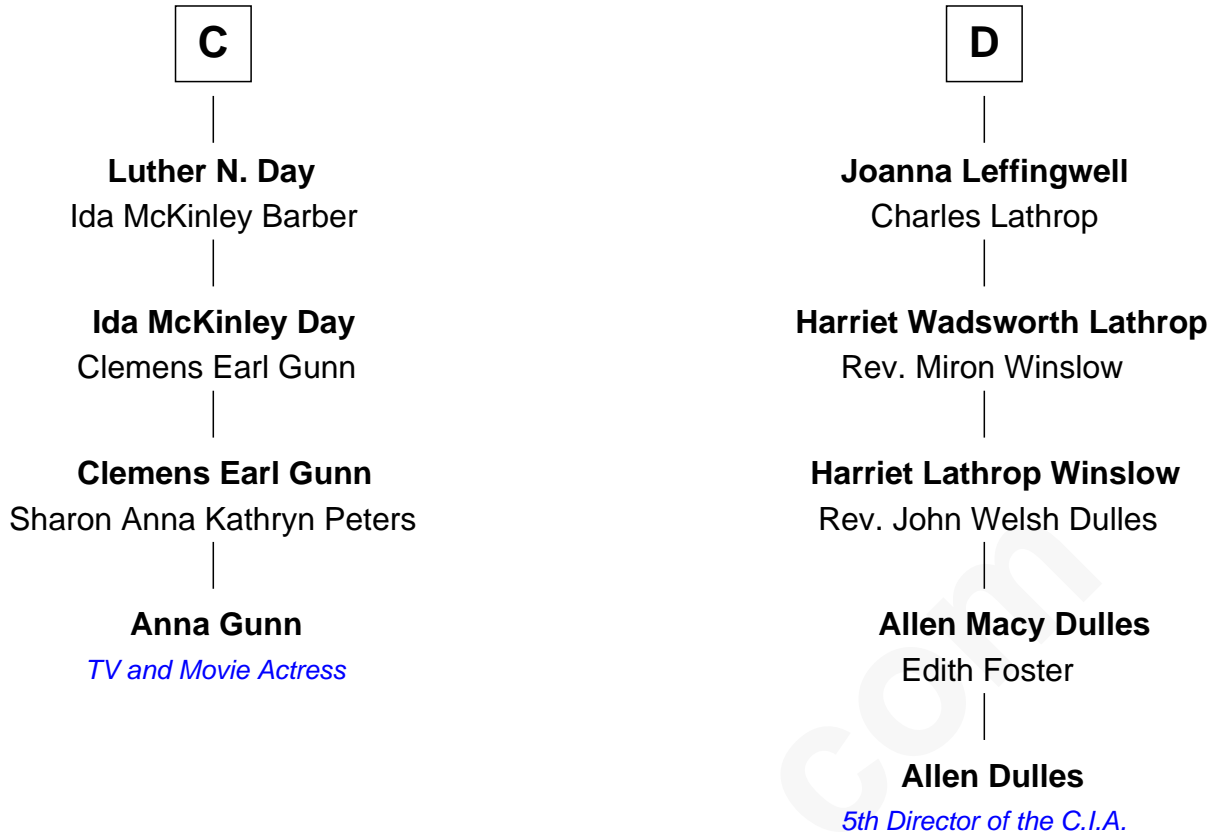 C
Luther N. Day
Ida McKinley Barber
Ida McKinley Day
Clemens Earl Gunn
Clemens Earl Gunn
Sharon Anna Kathryn Peters
Anna Gunn
TV and Movie Actress
D
Joanna Leffingwell
Charles Lathrop
Harriet Wadsworth Lathrop
Rev. Miron Winslow
Harriet Lathrop Winslow
Rev. John Welsh Dulles
Allen Macy Dulles
Edith Foster
Allen Dulles
5th Director of the C.I.A.
com